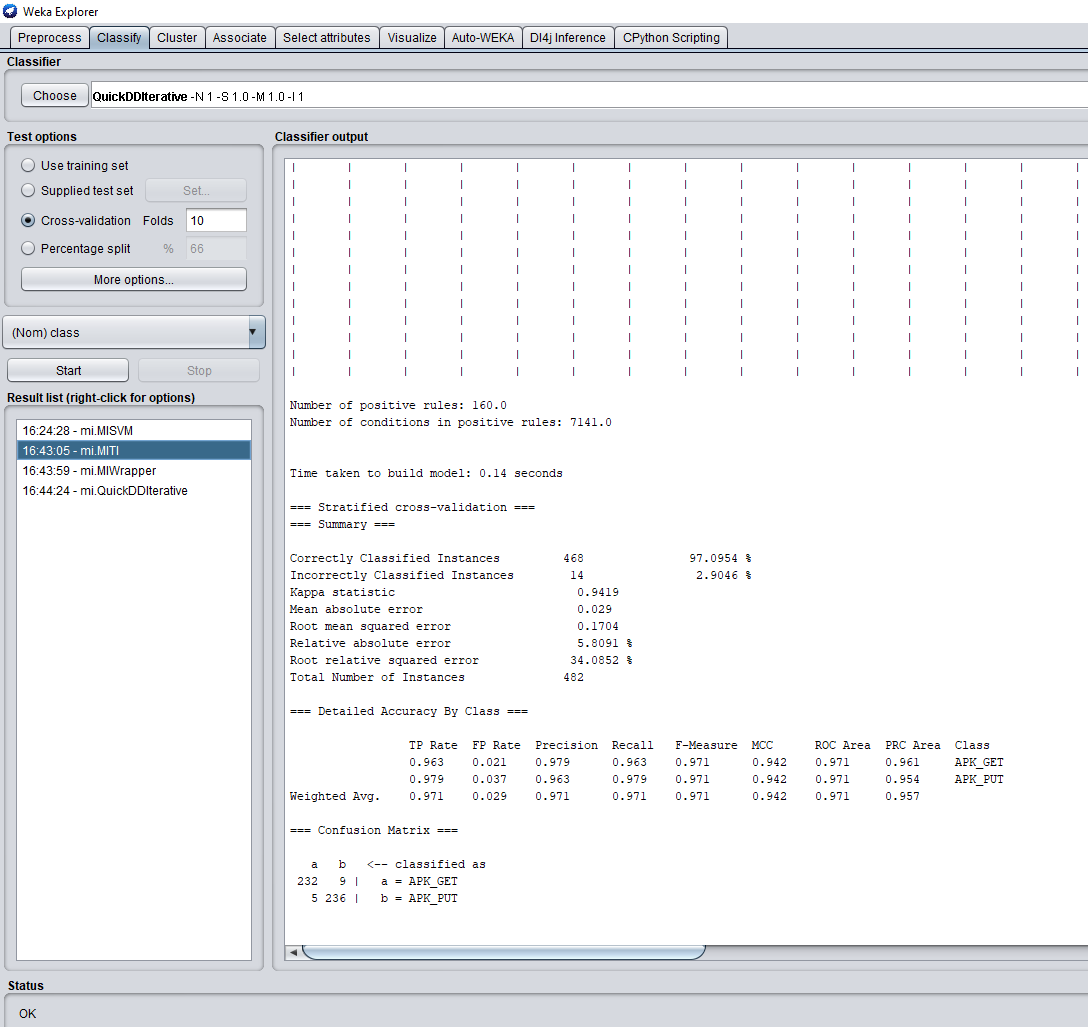 Weka Explorer
Preprocess Classify Cluster Associate Select attributes Visualize Auto-WEKA Dl4j Inference CPython Scripting
Classifier
Choose QuickDDIterative -N 1 -S 1.0 -M 1.0 -I 1
Test options
Use training set
Supplied test set Set...
Cross-validation Folds 10
Percentage split % 66
More options...
(Nom) class
Start Stop
Result list (right-click for options)
16:24:28 - mi.MISVM
16:43:05 - mi.MITI
16:43:59 - mi.MIWrapper
16:44:24 - mi.QuickDDIterative
Classifier output
Number of positive rules: 160.0
Number of conditions in positive rules: 7141.0
Time taken to build model: 0.14 seconds
=== Stratified cross-validation ===
=== Summary ===
Correctly Classified Instances 468 97.0954 %
Incorrectly Classified Instances 14 2.9046 %
Kappa statistic 0.9419
Mean absolute error 0.029
Root mean squared error 0.1704
Relative absolute error 5.8091 %
Root relative squared error 34.0852 %
Total Number of Instances 482
=== Detailed Accuracy By Class ===
TP Rate FP Rate Precision Recall F-Measure MCC ROC Area PRC Area Class
0.963 0.021 0.979 0.963 0.971 0.942 0.971 0.961 APK_GET
0.979 0.037 0.963 0.979 0.971 0.942 0.971 0.954 APK_PUT
Weighted Avg. 0.971 0.029 0.971 0.971 0.971 0.942 0.971 0.957
=== Confusion Matrix ===
a b <-- classified as
232 9 | a = APK_GET
5 236 | b = APK_PUT
Status
OK